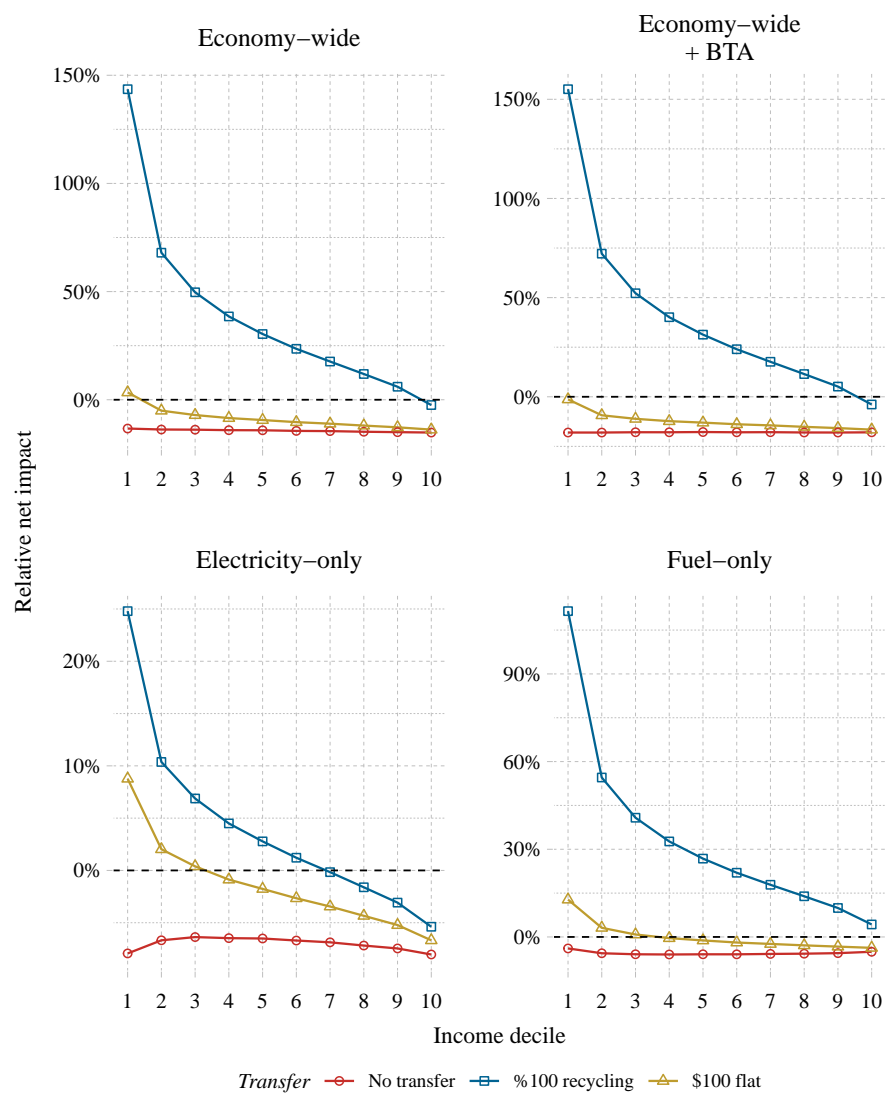 Economy−wide
Economy−wide
+ BTA
150%
100%
50%
0%
1 2 3 4 5 6 7 8 9 10
150%
100%
50%
0%
1 2 3 4 5 6 7 8 9 10
Relative net impact
Electricity−only
Fuel−only
20%
10%
0%
1 2 3 4 5 6 7 8 9 10
90%
60%
30%
0%
1 2 3 4 5 6 7 8 9 10
Income decile
Transfer No transfer %100 recycling $100 flat